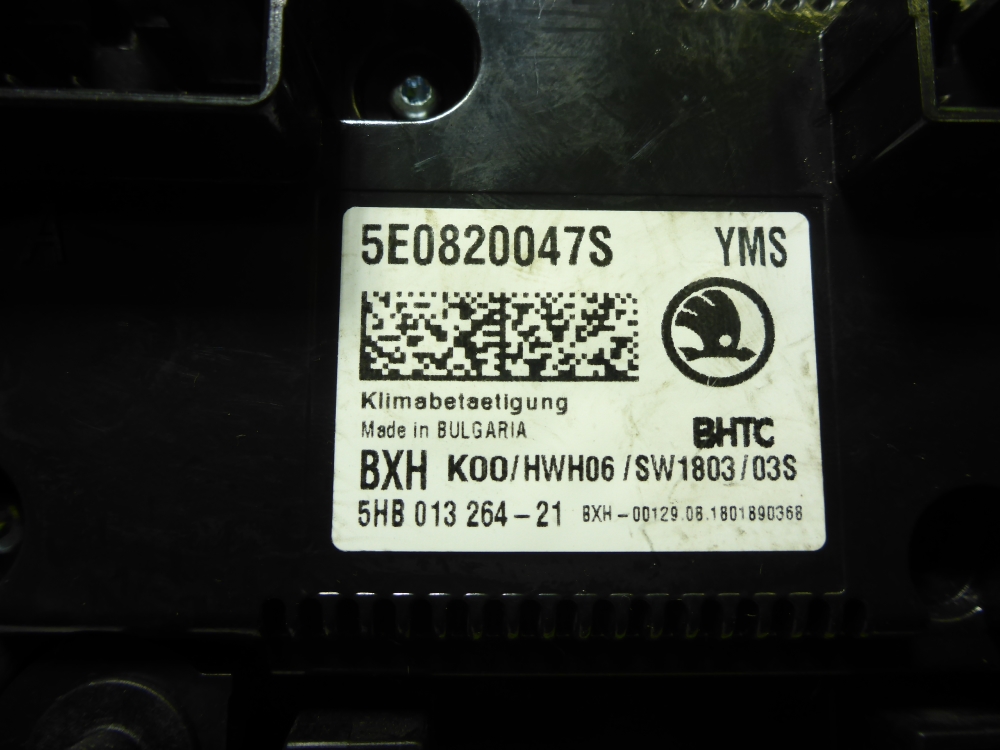 5E0820047S YMS
Klimabetaetigung
Made in BULGARIA BHTC
BXH K00/HWH06/SW1803/03S
5HB 013 264-21 BXH-00129.08.1801890368